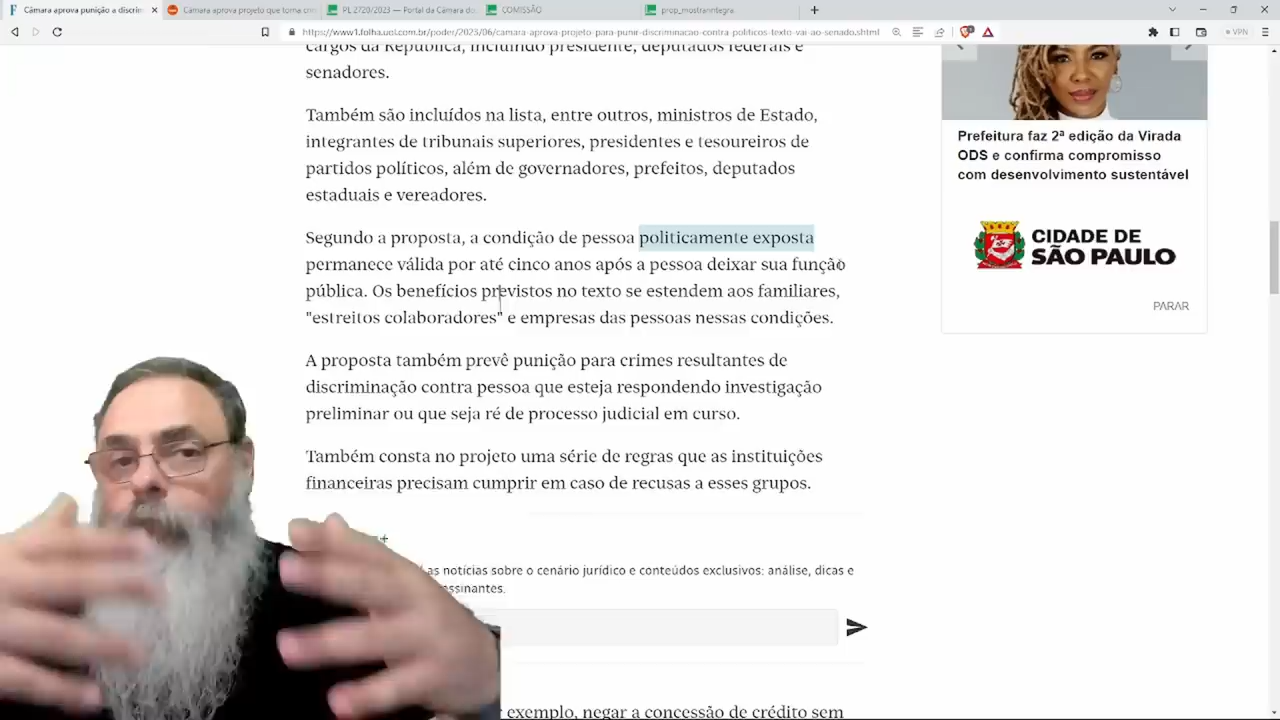 Câmara aprova punição a discrim
Câmara aprova projeto que torna com
PL 2720/2023 — Portal da Câmara do
COMISSÃO
prop_mostrarintegra
https://www1.folha.uol.com.br/poder/2023/06/camara-aprova-projeto-para-punir-discriminacao-contra-politicos-texto-vai-ao-senado.shtml
VPN
cargos da República, incluindo presidente, deputados federais e
senadores.
Também são incluídos na lista, entre outros, ministros de Estado,
integrantes de tribunais superiores, presidentes e tesoureiros de
partidos políticos, além de governadores, prefeitos, deputados
estaduais e vereadores.
Segundo a proposta, a condição de pessoa politicamente exposta
permanece válida por até cinco anos após a pessoa deixar sua função
pública. Os benefícios previstos no texto se estendem aos familiares,
"estreitos colaboradores" e empresas das pessoas nessas condições.
A proposta também prevê punição para crimes resultantes de
discriminação contra pessoa que esteja respondendo investigação
preliminar ou que seja ré de processo judicial em curso.
Também consta no projeto uma série de regras que as instituições
financeiras precisam cumprir em caso de recusas a esses grupos.
as notícias sobre o cenário jurídico e conteúdos exclusivos: análise, dicas e
exemplo, negar a concessão de crédito sem
Prefeitura faz 2ª edição da Virada
ODS e confirma compromisso
com desenvolvimento sustentável
CIDADE DE
SÃO PAULO
PARAR